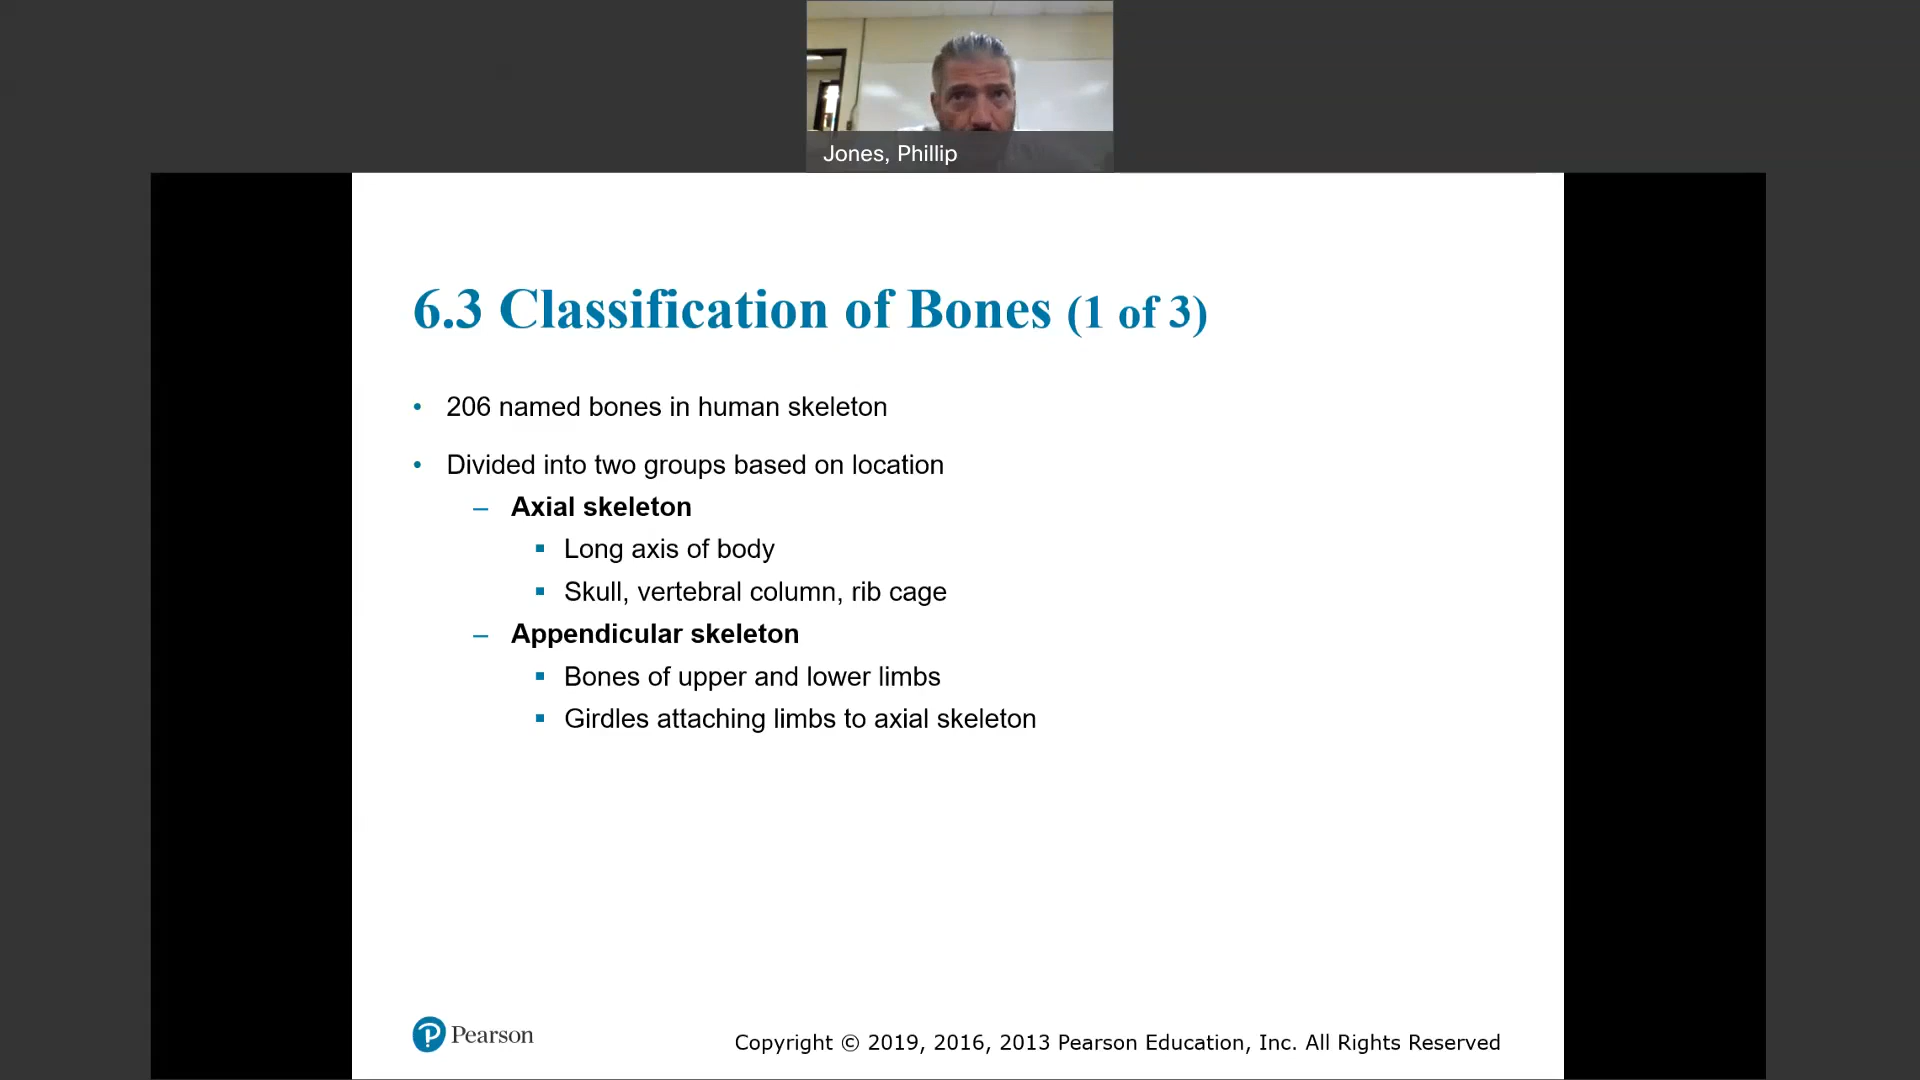 Jones, Phillip
6.3 Classification of Bones (1 of 3)
• 206 named bones in human skeleton
• Divided into two groups based on location
– Axial skeleton
▪ Long axis of body
▪ Skull, vertebral column, rib cage
– Appendicular skeleton
▪ Bones of upper and lower limbs
▪ Girdles attaching limbs to axial skeleton
Pearson
Copyright © 2019, 2016, 2013 Pearson Education, Inc. All Rights Reserved